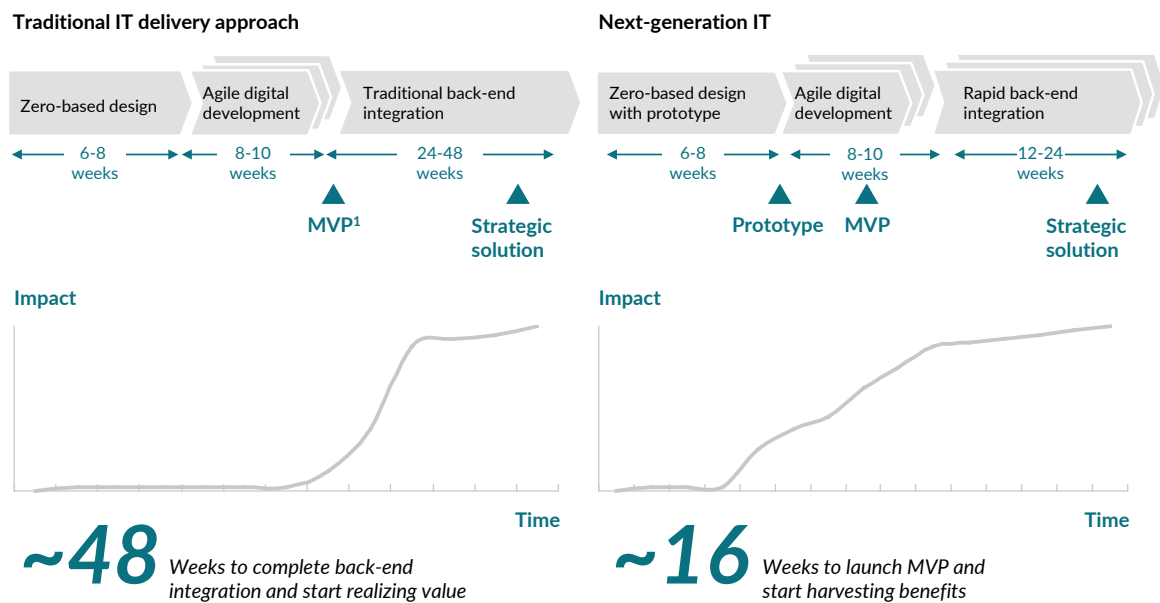 Traditional IT delivery approach
Zero-based design
Agile digital
development
Traditional back-end
integration
6-8
weeks
8-10
weeks
24-48
weeks
MVP¹
Strategic
solution
Impact
Time
~48
Weeks to complete back-end
integration and start realizing value
Next-generation IT
Zero-based design
with prototype
Agile digital
development
Rapid back-end
integration
6-8
weeks
8-10
weeks
12-24
weeks
Prototype
MVP
Strategic
solution
Impact
Time
~16
Weeks to launch MVP and
start harvesting benefits